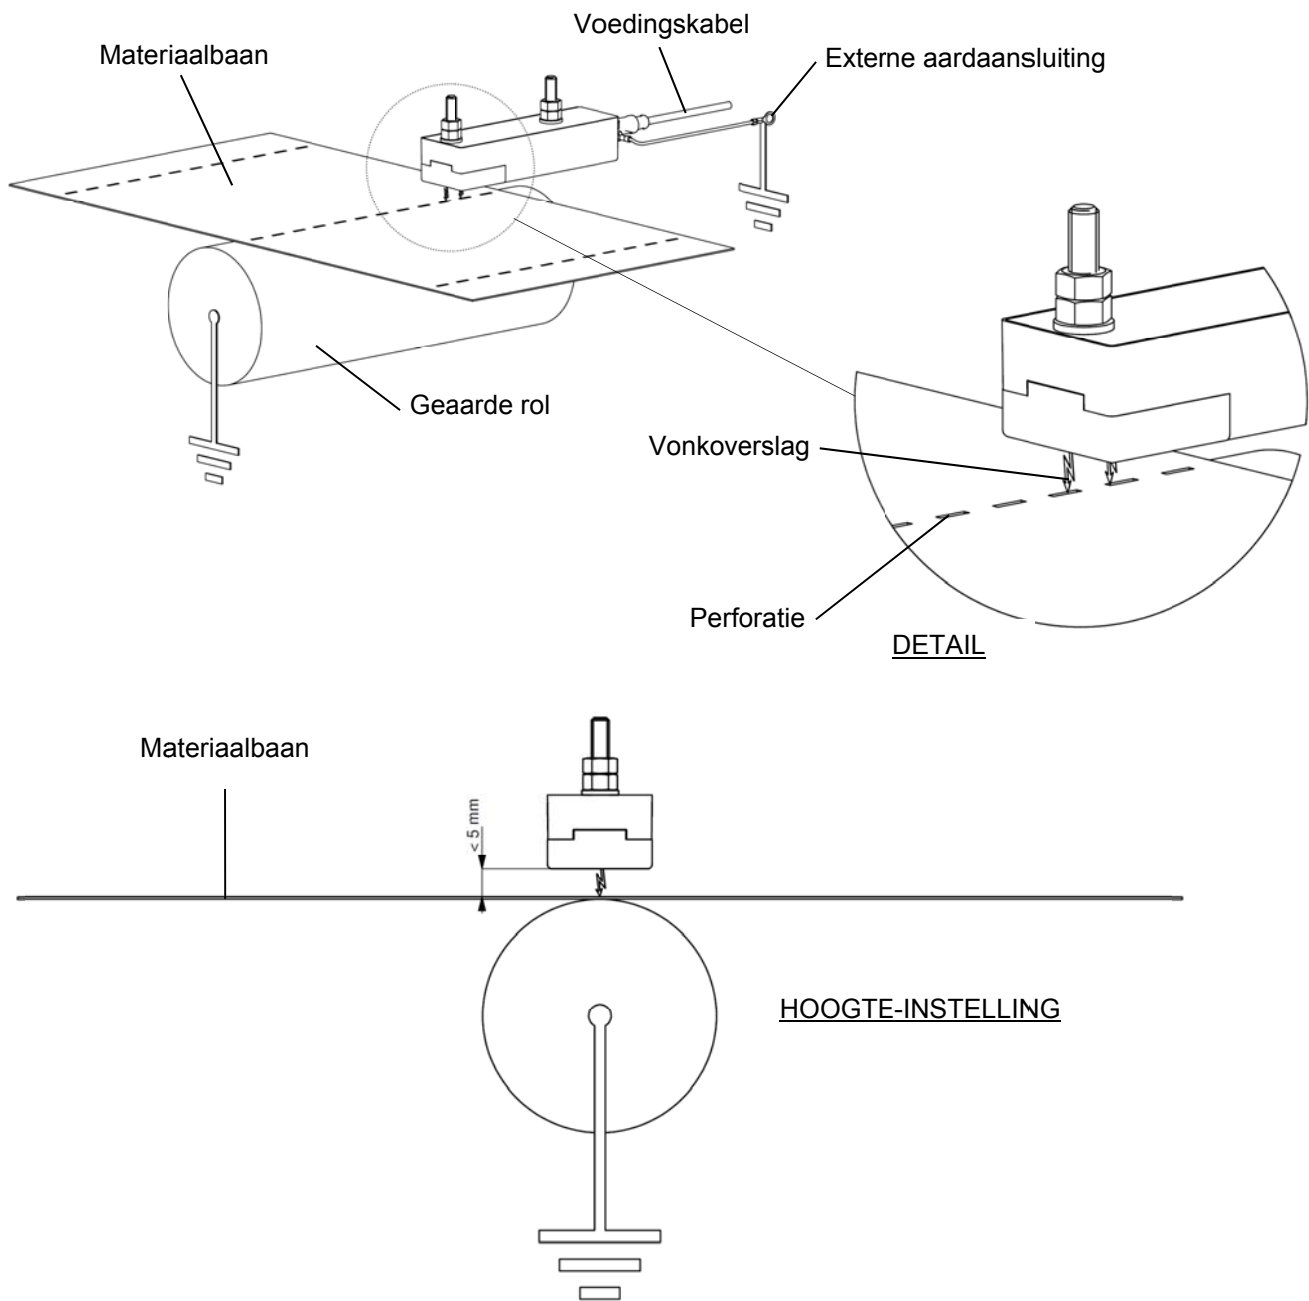 Voedingskabel
Materiaalbaan
Externe aardaansluiting
Geaarde rol
Vonkoverslag
Perforatie
DETAIL
Materiaalbaan
< 5 mm
HOOGTE-INSTELLING